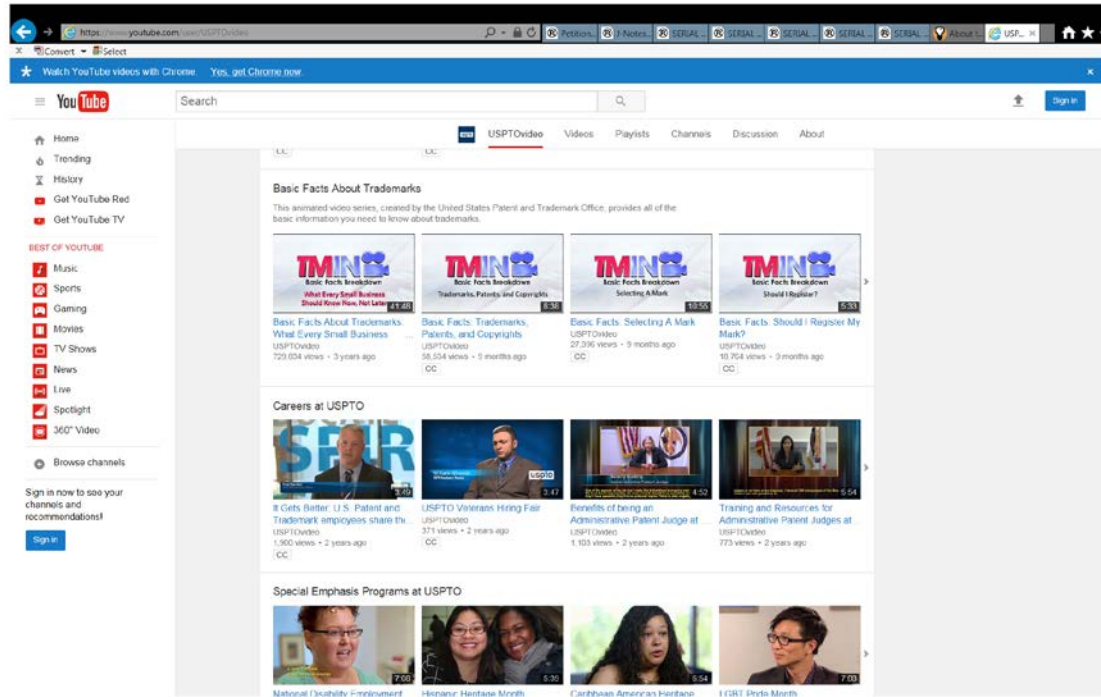 https://www.youtube.com/user/USPTOvideo
Petition...
J-Notes...
SERIAL ...
SERIAL ...
SERIAL ...
SERIAL ...
SERIAL ...
About t...
USP...
x Convert Select
Watch YouTube videos with Chrome. Yes, get Chrome now.
YouTube
Search
Sign in
USPTOvideo Videos Playlists Channels Discussion About
Home
Trending
History
Get YouTube Red
Get YouTube TV
BEST OF YOUTUBE
Music
Sports
Gaming
Movies
TV Shows
News
Live
Spotlight
360° Video
Browse channels
Sign in now to see your
channels and
recommendations!
Sign in
CC CC
Basic Facts About Trademarks
This animated video series, created by the United States Patent and Trademark Office, provides all of the
basic information you need to know about trademarks.
TMIN
Basic Facts Breakdown
What Every Small Business
Should Know Now, Not Later
41:48
Basic Facts About Trademarks:
What Every Small Business ...
USPTOvideo
views • 3 years ago
TMIN
Basic Facts Breakdown
Trademarks, Patents, and Copyrights
Basic Facts: Trademarks,
Patents, and Copyrights
USPTOvideo
views • 9 months ago
CC
TMIN
Basic Facts Breakdown
Selecting A Mark
10:55
Basic Facts: Selecting A Mark
USPTOvideo
views • 9 months ago
CC
TMIN
Basic Facts Breakdown
Should I Register?
5:33
Basic Facts: Should I Register My
Mark?
USPTOvideo
views • 9 months ago
CC
Careers at USPTO
3:49
It Gets Better: U.S. Patent and
Trademark employees share the...
USPTOvideo
1,900 views • 2 years ago
CC
uspto
3:47
USPTO Veterans Hiring Fair
USPTOvideo
371 views • 2 years ago
CC
4:52
Benefits of being an
Administrative Patent Judge at ...
USPTOvideo
1,103 views • 2 years ago
5:54
Training and Resources for
Administrative Patent Judges at ...
USPTOvideo
773 views • 2 years ago
Special Emphasis Programs at USPTO
7:06
National Disability Employment
5:39
Hispanic Heritage Month
5:54
Caribbean American Heritage
7:03
LGBT Pride Month